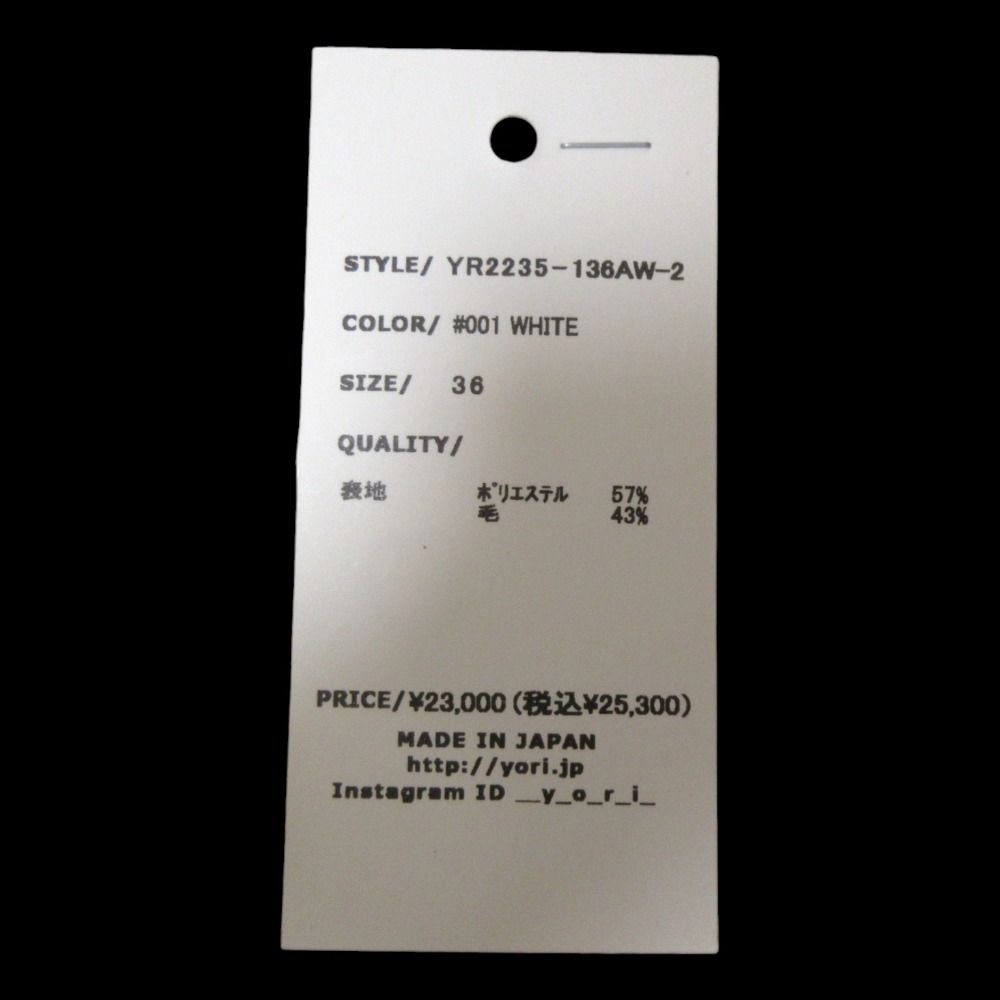 STYLE/ YR2235-136AW-2
COLOR/ #001 WHITE
SIZE/ 36
QUALITY/
表地 ポリエステル 57%
毛 43%
PRICE/¥23,000(税込¥25,300)
MADE IN JAPAN
http://yori.jp
Instagram ID __y_o_r_i_